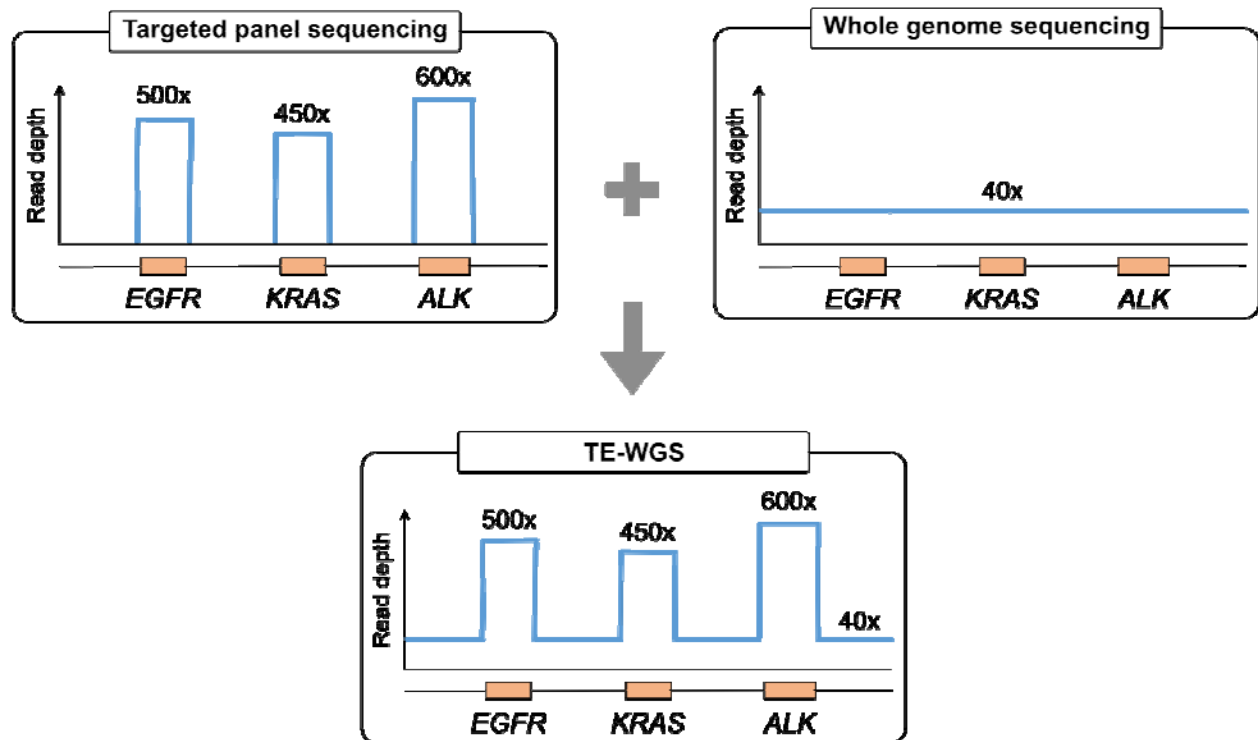 Targeted panel sequencing
Read depth
500x
450x
600x
EGFR
KRAS
ALK
Whole genome sequencing
Read depth
40x
EGFR
KRAS
ALK
TE-WGS
Read depth
500x
450x
600x
40x
EGFR
KRAS
ALK